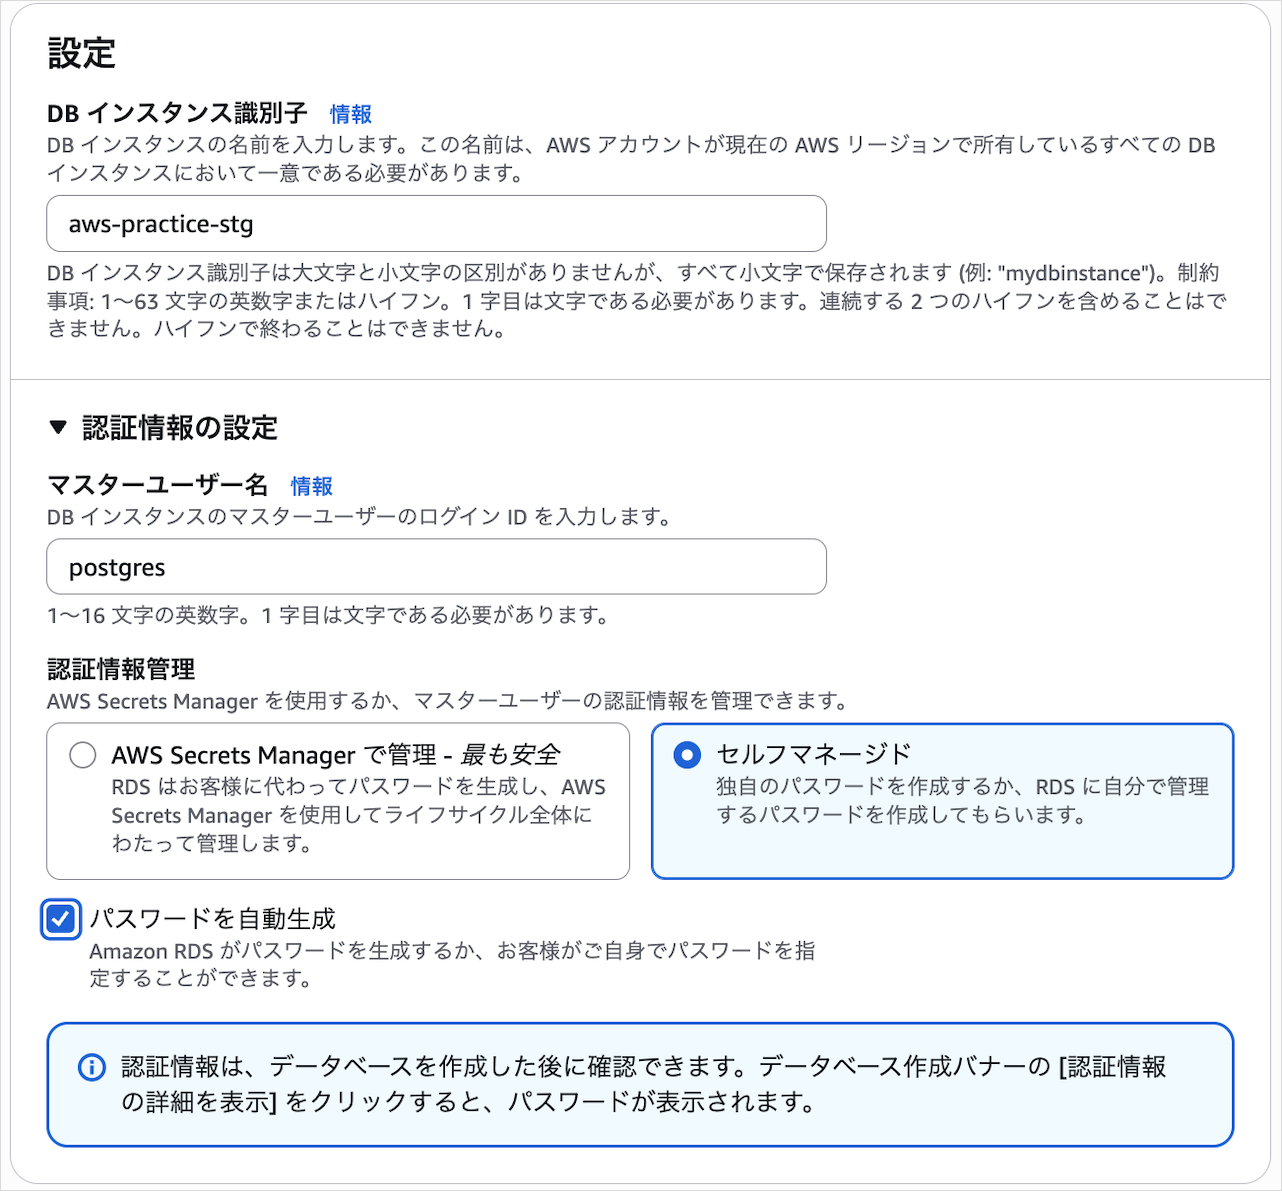 設定
DB インスタンス識別子 情報
DB インスタンスの名前を入力します。この名前は、AWS アカウントが現在の AWS リージョンで所有しているすべての DB
インスタンスにおいて一意である必要があります。
aws-practice-stg
DB インスタンス識別子は大文字と小文字の区別がありませんが、すべて小文字で保存されます (例: "mydbinstance")。制約
事項: 1〜63 文字の英数字またはハイフン。1 字目は文字である必要があります。連続する 2 つのハイフンを含めることはで
きません。ハイフンで終わることはできません。
▼ 認証情報の設定
マスターユーザー名 情報
DB インスタンスのマスターユーザーのログイン ID を入力します。
postgres
1〜16 文字の英数字。1 字目は文字である必要があります。
認証情報管理
AWS Secrets Manager を使用するか、マスターユーザーの認証情報を管理できます。
AWS Secrets Manager で管理 - 最も安全
RDS はお客様に代わってパスワードを生成し、AWS
Secrets Manager を使用してライフサイクル全体に
わたって管理します。
セルフマネージド
独自のパスワードを作成するか、RDS に自分で管理
するパスワードを作成してもらいます。
パスワードを自動生成
Amazon RDS がパスワードを生成するか、お客様がご自身でパスワードを指
定することができます。
認証情報は、データベースを作成した後に確認できます。データベース作成バナーの [認証情報
の詳細を表示] をクリックすると、パスワードが表示されます。